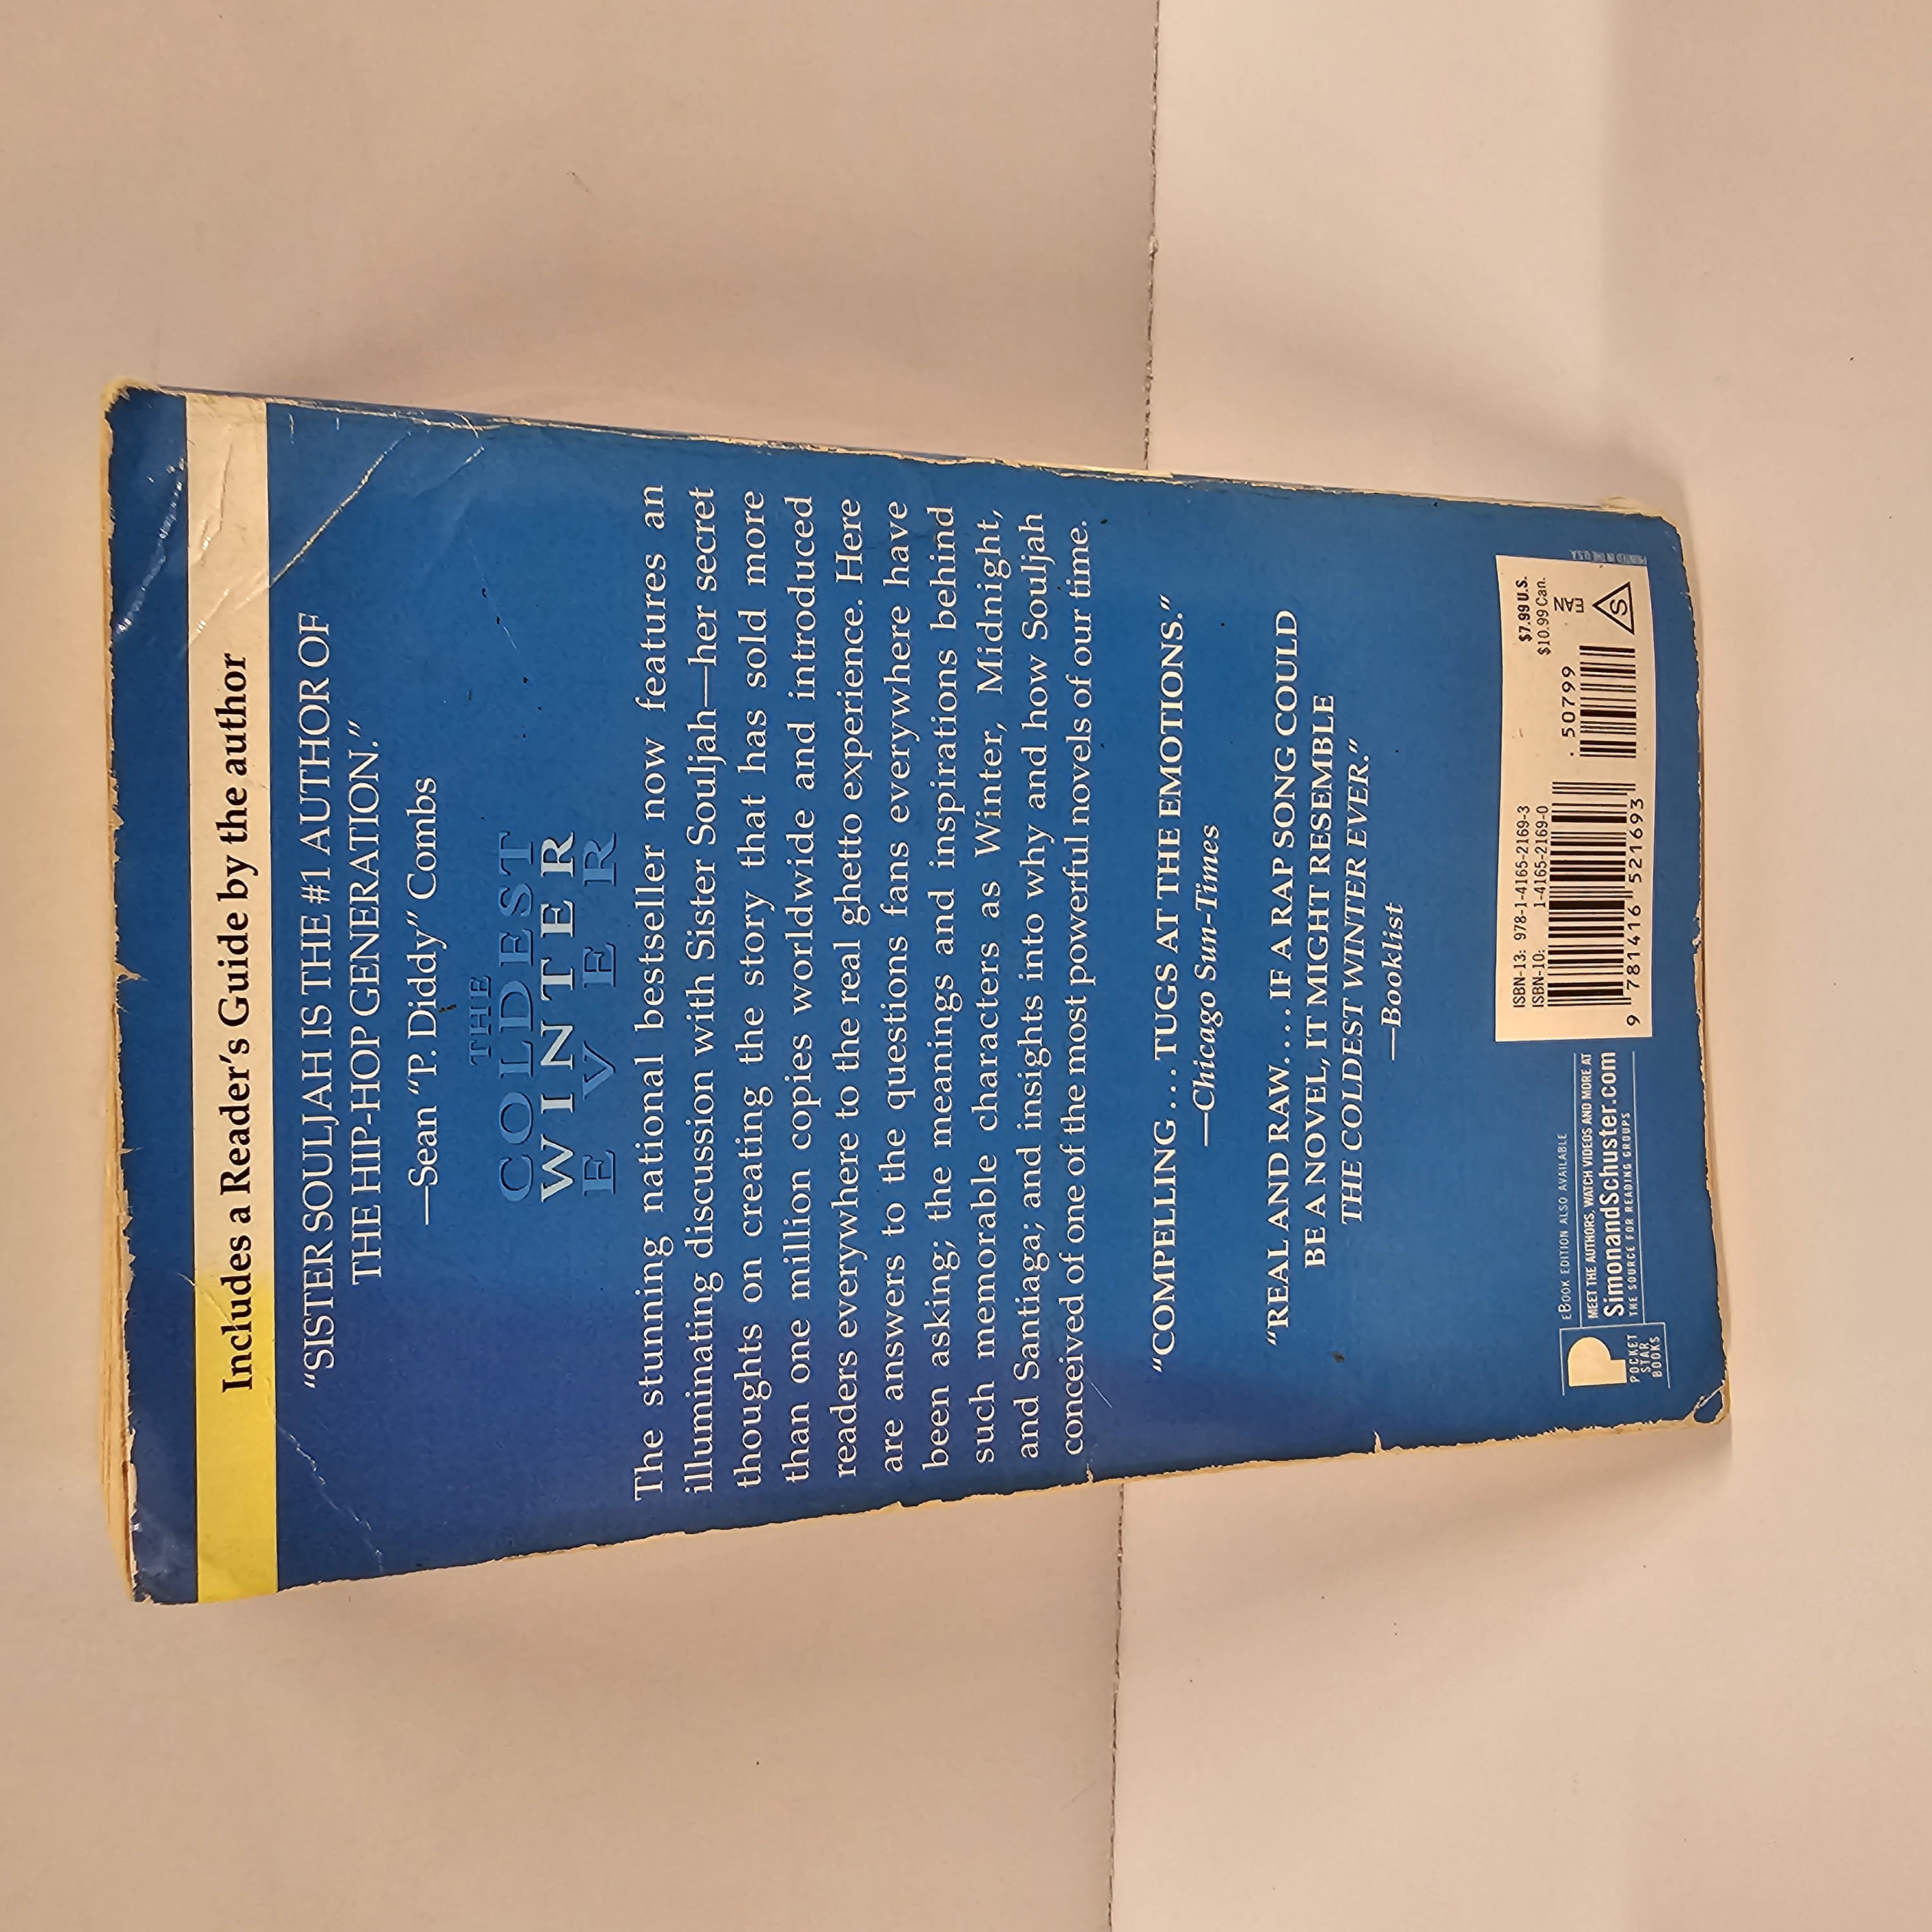 Includes a Reader's Guide by the author
“SISTER SOULJAH IS THE #1 AUTHOR OF
THE HIP-HOP GENERATION.”
—Sean “P. Diddy” Combs
THE
COLDEST
WINTER
EVER
The stunning national bestseller now features an
illuminating discussion with Sister Souljah—her secret
thoughts on creating the story that has sold more
than one million copies worldwide and introduced
readers everywhere to the real ghetto experience. Here
are answers to the questions fans everywhere have
been asking; the meanings and inspirations behind
such memorable characters as Winter, Midnight,
and Santiaga; and insights into why and how Souljah
conceived of one of the most powerful novels of our time.
“COMPELLING . . . TUGS AT THE EMOTIONS.”
—Chicago Sun-Times
“REAL AND RAW. . . . IF A RAP SONG COULD
BE A NOVEL, IT MIGHT RESEMBLE
THE COLDEST WINTER EVER.”
—Booklist
P
POCKET
STAR
BOOKS
EBOOK EDITION ALSO AVAILABLE
MEET THE AUTHORS, WATCH VIDEOS AND MORE AT
SimonandSchuster.com
THE SOURCE FOR READING GROUPS
ISBN-13: 978-1-4165-2169-3
ISBN-10: 1-4165-2169-0
$7.99 U.S.
$10.99 Can.
9 781416 521693
50799
EAN
S
PRINTED IN THE U.S.A.